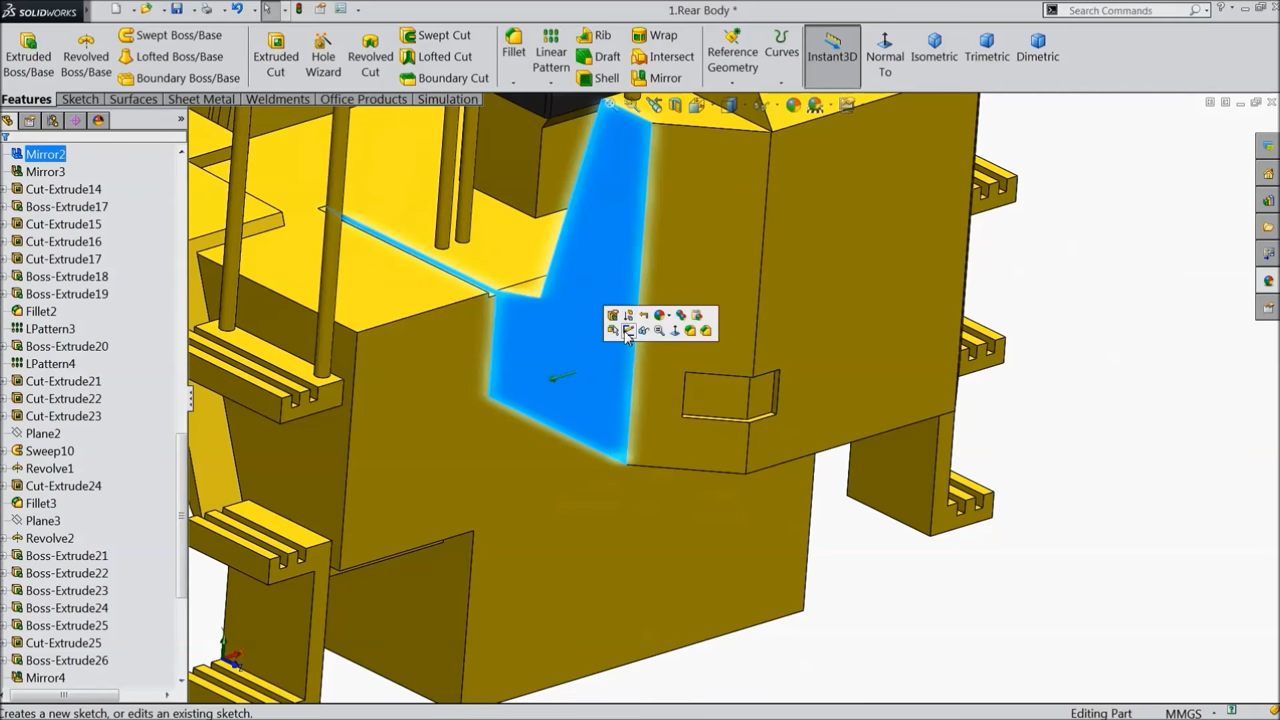 SOLIDWORKS
1.Rear Body *
Search Commands
Extruded Boss/Base
Revolved Boss/Base
Swept Boss/Base
Lofted Boss/Base
Boundary Boss/Base
Extruded Cut
Hole Wizard
Revolved Cut
Swept Cut
Lofted Cut
Boundary Cut
Fillet
Linear Pattern
Rib
Draft
Shell
Wrap
Intersect
Mirror
Reference Geometry
Curves
Instant3D
Normal To
Isometric
Trimetric
Dimetric
Features
Sketch
Surfaces
Sheet Metal
Weldments
Office Products
Simulation
Mirror2
Mirror3
Cut-Extrude14
Boss-Extrude17
Cut-Extrude15
Cut-Extrude16
Cut-Extrude17
Boss-Extrude18
Boss-Extrude19
Fillet2
LPattern3
Boss-Extrude20
LPattern4
Cut-Extrude21
Cut-Extrude22
Cut-Extrude23
Plane2
Sweep10
Revolve1
Cut-Extrude24
Fillet3
Plane3
Revolve2
Boss-Extrude21
Boss-Extrude22
Boss-Extrude23
Boss-Extrude24
Boss-Extrude25
Cut-Extrude25
Boss-Extrude26
Mirror4
Creates a new sketch, or edits an existing sketch.
Editing Part
MMGS